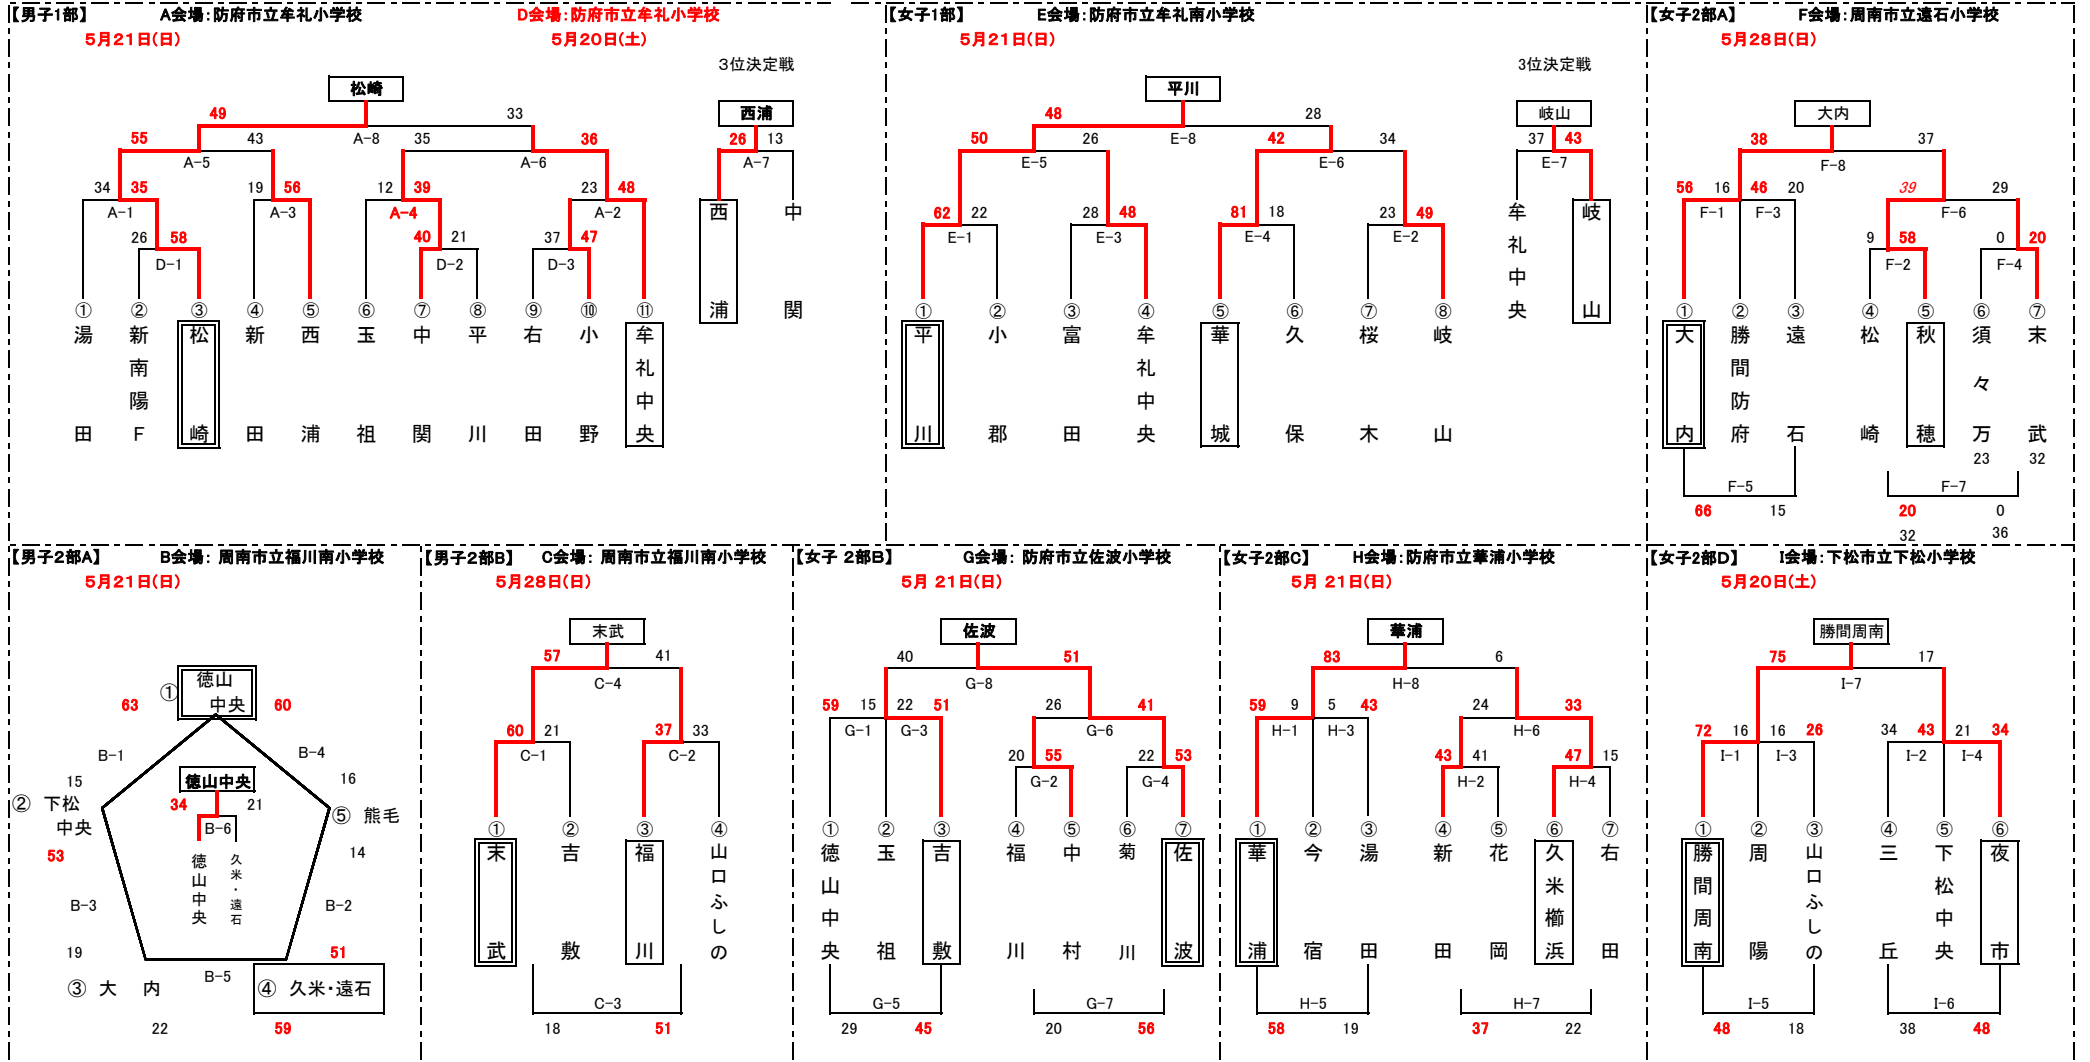 【男子1部】 A会場：防府市立牟礼小学校 D会場：防府市立牟礼小学校
5月21日(日) 5月20日(土)
3位決定戦
松崎
西浦
49 33
A-8
55 43 35 36
A-5 A-6
26 13
A-7
34 35 19 56 12 39 23 48
A-1 A-3 A-4 A-2
26 58 40 21 37 47
D-1 D-2 D-3
① 湯田
② 新南陽F
③ 松崎
④ 新田
⑤ 西浦
⑥ 玉祖
⑦ 中関
⑧ 平川
⑨ 右田
⑩ 小野
⑪ 牟礼中央
西浦
中関
【女子1部】 E会場：防府市立牟礼南小学校
5月21日(日)
3位決定戦
平川
岐山
48 28
E-8
50 26 42 34
E-5 E-6
37 43
E-7
62 22 28 48 81 18 23 49
E-1 E-3 E-4 E-2
① 平川
② 小郡
③ 富田
④ 牟礼中央
⑤ 華城
⑥ 久保
⑦ 桜木
⑧ 岐山
牟礼中央
岐山
【女子2部A】 F会場：周南市立遠石小学校
5月28日(日)
大内
38 37
F-8
56 16 46 20 39 29
F-1 F-3 F-6
9 58 0 20
F-2 F-4
① 大内
② 勝間防府
③ 遠石
④ 松崎
⑤ 秋穂
⑥ 須々万
⑦ 末武
23 32
F-5 F-7
66 15 20 0
32 36
【男子2部A】 B会場：周南市立福川南小学校
5月21日(日)
① 徳山中央
63 60
B-1 B-4
15 16
徳山中央
34 21
B-6
徳山中央
久米・遠石
② 下松中央
⑤ 熊毛
53 14
B-3 B-2
19 51
B-5
③ 大内
④ 久米・遠石
22 59
【男子2部B】 C会場：周南市立福川南小学校
5月28日(日)
末武
57 41
C-4
60 21 37 33
C-1 C-2
① 末武
② 吉敷
③ 福川
④ 山口ふしの
C-3
18 51
【女子 2部B】 G会場：防府市立佐波小学校
5月 21日(日)
佐波
40 51
G-8
59 15 22 51 26 41
G-1 G-3 G-6
20 55 22 53
G-2 G-4
① 徳山中央
② 玉祖
③ 吉敷
④ 福川
⑤ 中村
⑥ 菊川
⑦ 佐波
G-5 G-7
29 45 20 56
【女子2部C】 H会場：防府市立華浦小学校
5月 21日(日)
華浦
83 6
H-8
59 9 5 43 24 33
H-1 H-3 H-6
43 41 47 15
H-2 H-4
① 華浦
② 今宿
③ 湯田
④ 新田
⑤ 花岡
⑥ 久米櫛浜
⑦ 右田
H-5 H-7
58 19 37 22
【女子2部D】 I会場：下松市立下松小学校
5月20日(土)
勝間周南
75 17
I-7
72 16 16 26 34 43 21 34
I-1 I-3 I-2 I-4
① 勝間周南
② 周陽
③ 山口ふしの
④ 三丘
⑤ 下松中央
⑥ 夜市
I-5 I-6
48 18 38 48